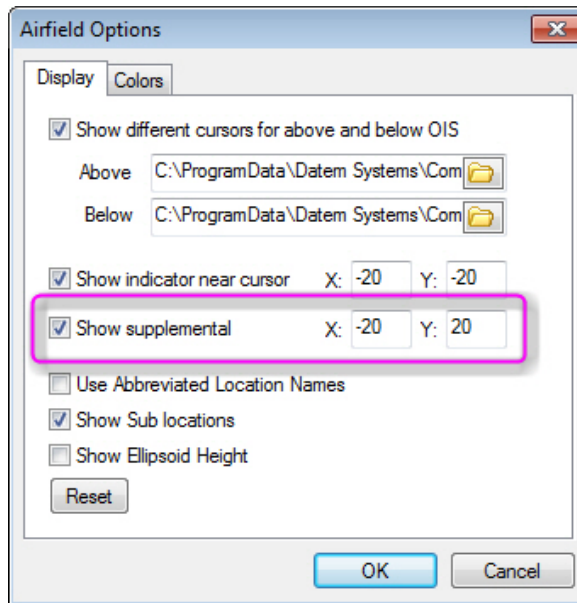 Airfield Options
Display Colors
Show different cursors for above and below OIS
Above C:\ProgramData\Datem Systems\Com
Below C:\ProgramData\Datem Systems\Com
Show indicator near cursor X: -20 Y: -20
Show supplemental X: -20 Y: 20
Use Abbreviated Location Names
Show Sub locations
Show Ellipsoid Height
Reset
OK Cancel